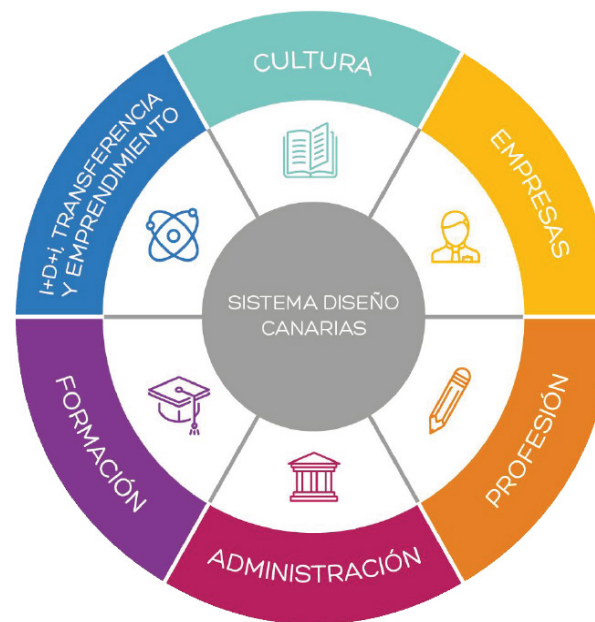 CULTURA
EMPRESAS
I+D+i, TRANSFERENCIA
Y EMPRENDIMIENTO
SISTEMA DISEÑO
CANARIAS
FORMACIÓN
PROFESIÓN
ADMINISTRACIÓN